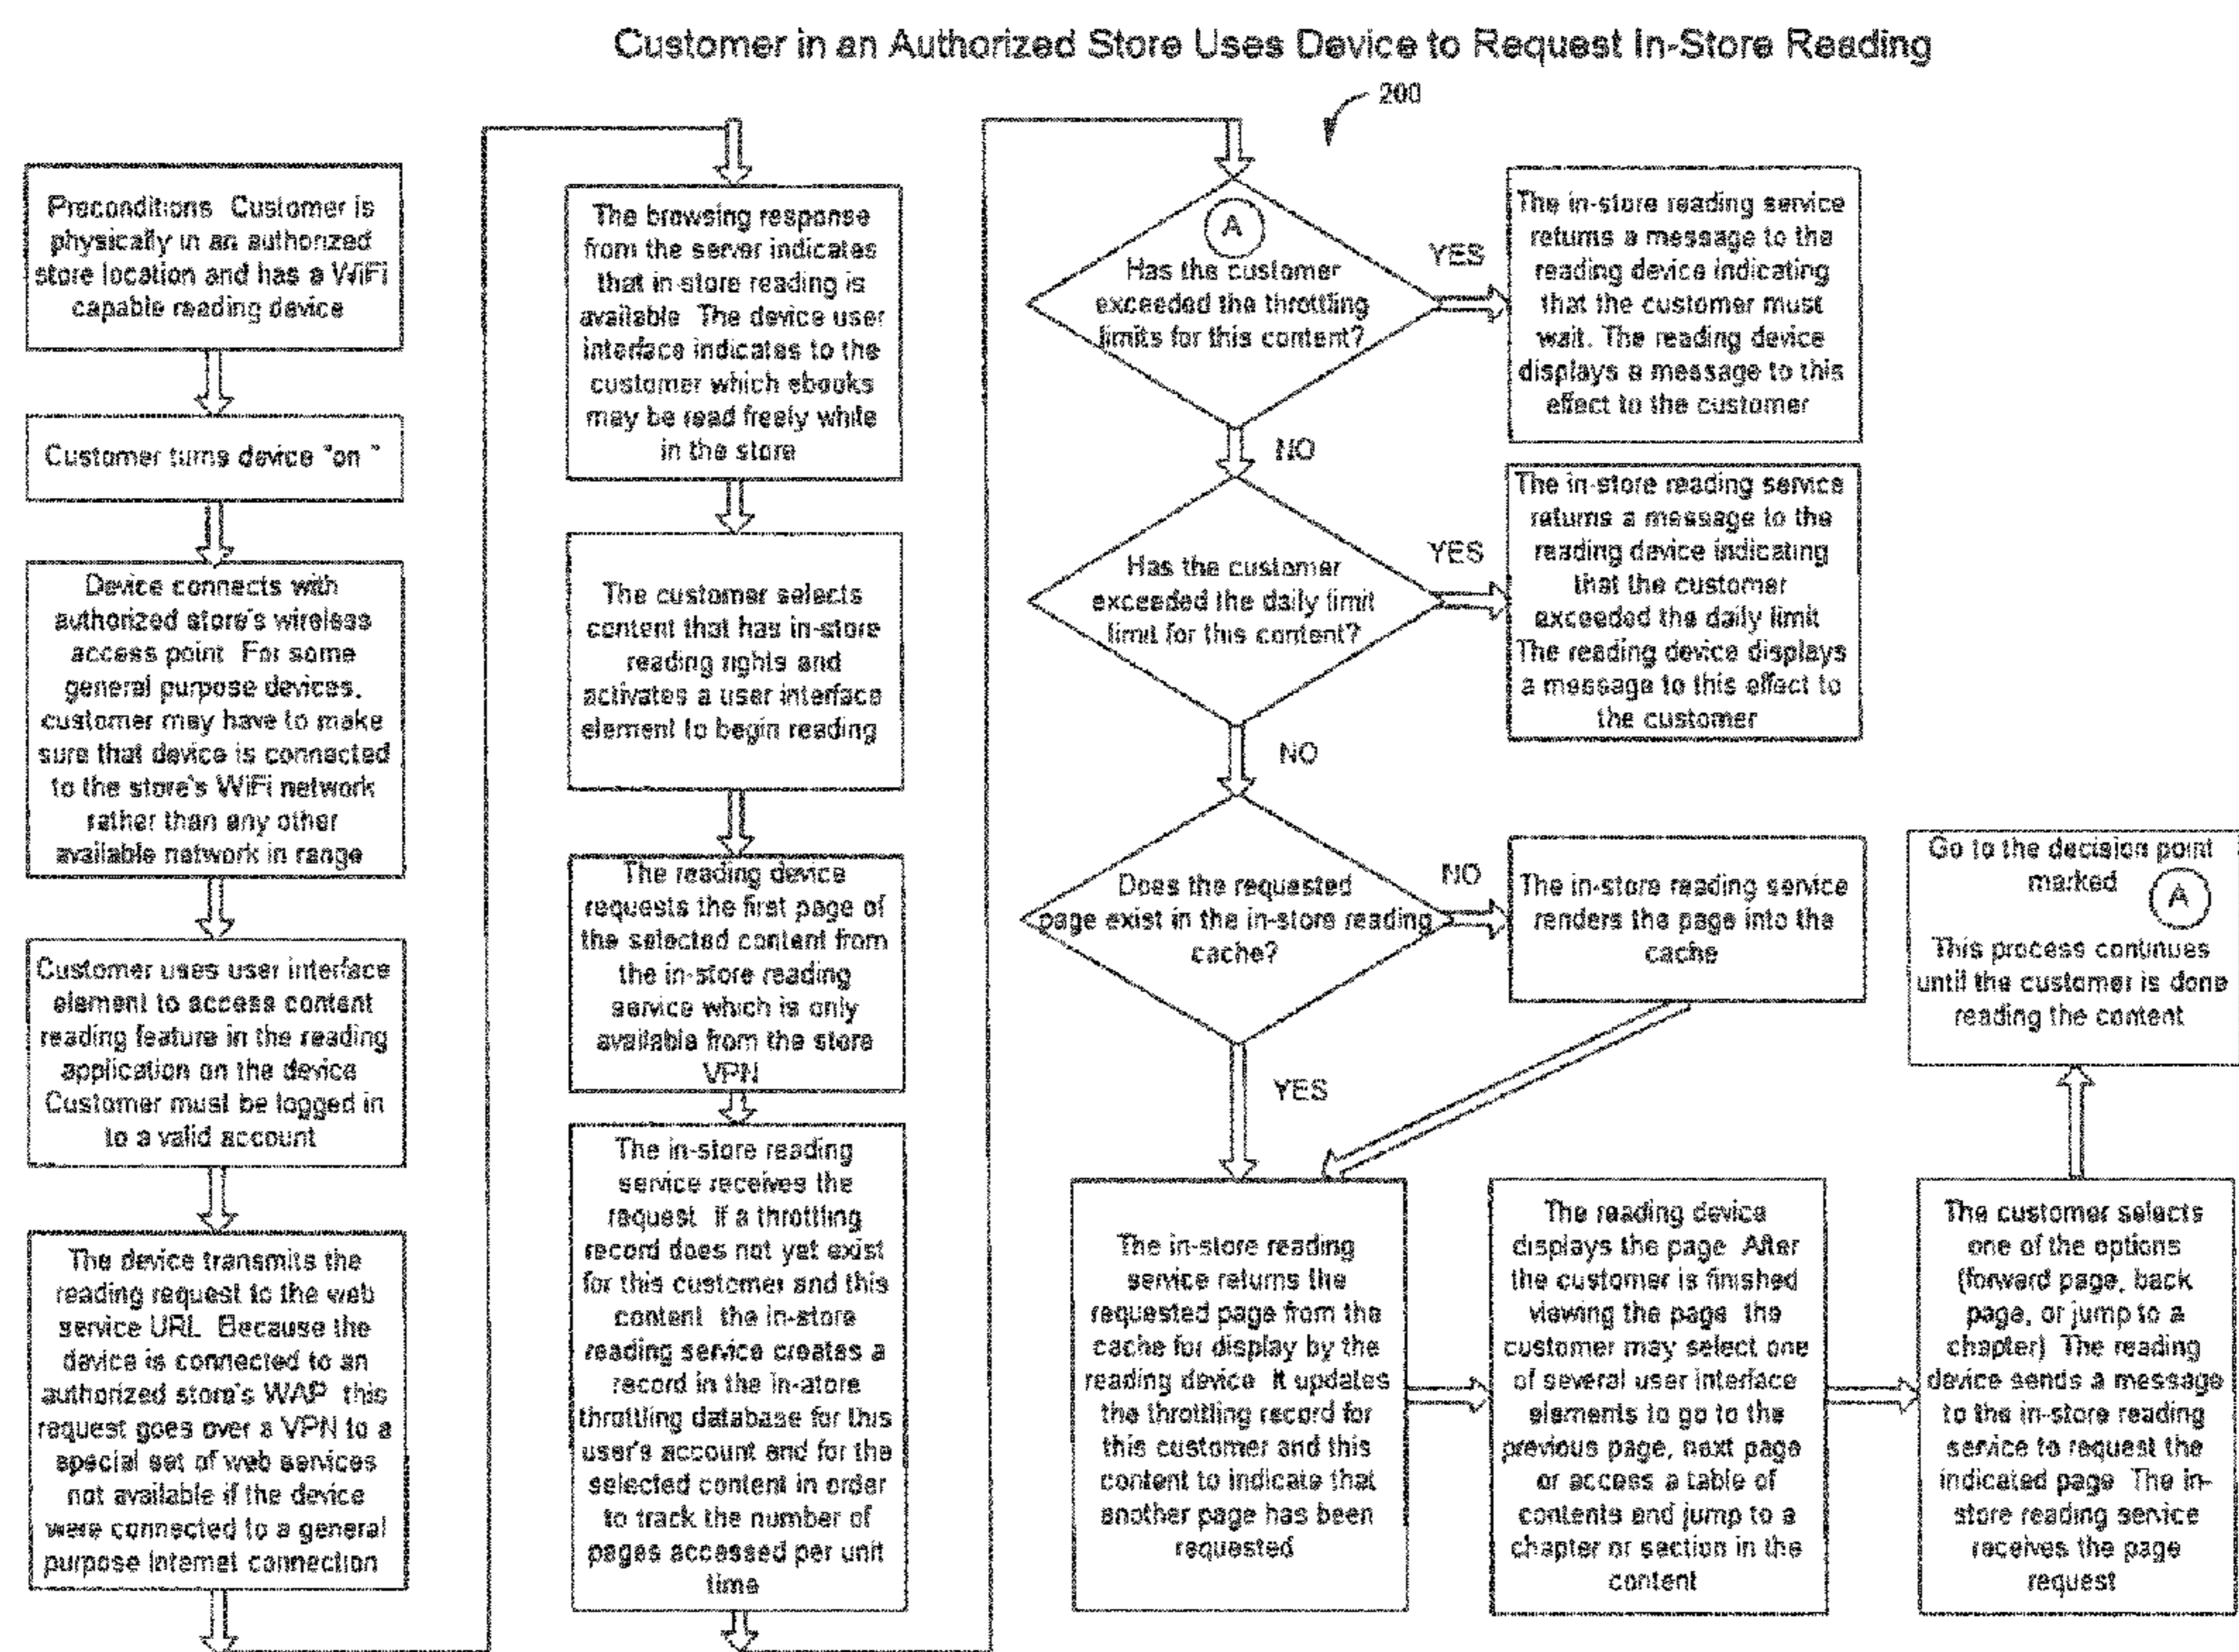 Customer in an Authorized Store Uses Device to Request In-Store Reading
200
Preconditions Customer is
physically in an authorized
store location and has a WiFi
capable reading device
Customer turns device "on "
Device connects with
authorized store's wireless
access point For some
general purpose devices,
customer may have to make
sure that device is connected
to the store's WiFi network
rather than any other
available network in range
Customer uses user interface
element to access content
reading feature in the reading
application on the device
Customer must be logged in
to a valid account
The device transmits the
reading request to the web
service URL Because the
device is connected to an
authorized store's WAP this
request goes over a VPN to a
special set of web services
not available if the device
were connected to a general
purpose Internet connection
The browsing response
from the server indicates
that in-store reading is
available The device user
interface indicates to the
customer which ebooks
may be read freely while
in the store
The customer selects
content that has in-store
reading rights and
activates a user interface
element to begin reading
The reading device
requests the first page of
the selected content from
the in-store reading
service which is only
available from the store
VPN
The in-store reading
service receives the
request If a throttling
record does not yet exist
for this customer and this
content the in-store
reading service creates a
record in the in-atore
throttling database for this
user's account and for the
selected content in order
to track the number of
pages accessed per unit
time
A
Has the customer
exceeded the throttling
limits for this content?
YES
The in-store reading service
returns a message to the
reading device indicating
that the customer must
wait. The reading device
displays a message to this
effect to the customer
NO
Has the customer
exceeded the daily limit
limit for this content?
YES
The in-store reading service
returns a message to the
reading device indicating
that the customer
exceeded the daily limit
The reading device displays
a message to this effect to
the customer
NO
Does the requested
page exist in the in-store reading
cache?
NO
The in-store reading service
renders the page into the
cache
YES
The in-store reading
service returns the
requested page from the
cache for display by the
reading device It updates
the throttling record for
this customer and this
content to indicate that
another page has been
requested
The reading device
displays the page After
the customer is finished
viewing the page the
customer may select one
of several user interface
elements to go to the
previous page, next page
or access a table of
contents and jump to a
chapter or section in the
content
The customer selects
one of the options
(forward page, back
page, or jump to a
chapter) The reading
device sends a message
to the in-store reading
service to request the
indicated page The in-
store reading service
receives the page
request
Go to the decision point
marked A
This process continues
until the customer is done
reading the content